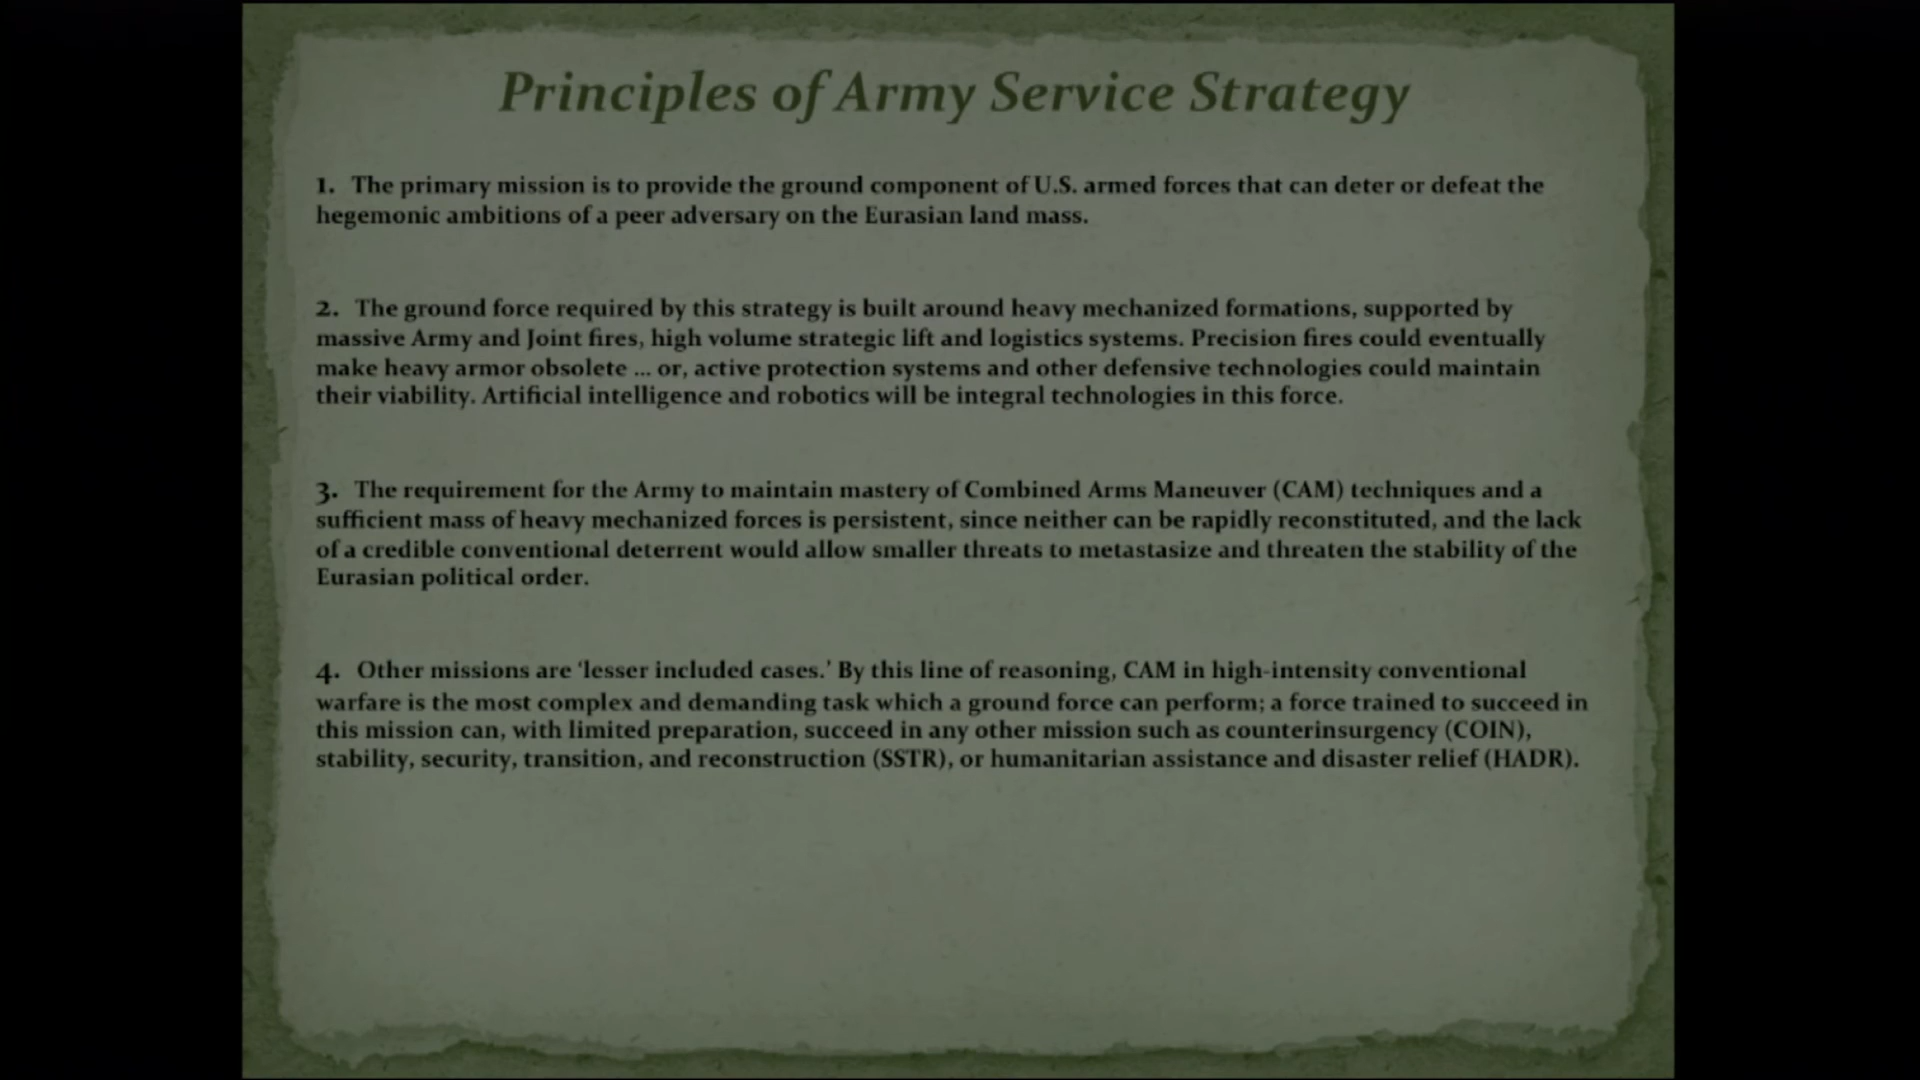 Principles of Army Service Strategy
1. The primary mission is to provide the ground component of U.S. armed forces that can deter or defeat the
hegemonic ambitions of a peer adversary on the Eurasian land mass.
2. The ground force required by this strategy is built around heavy mechanized formations, supported by
massive Army and Joint fires, high volume strategic lift and logistics systems. Precision fires could eventually
make heavy armor obsolete ... or, active protection systems and other defensive technologies could maintain
their viability. Artificial intelligence and robotics will be integral technologies in this force.
3. The requirement for the Army to maintain mastery of Combined Arms Maneuver (CAM) techniques and a
sufficient mass of heavy mechanized forces is persistent, since neither can be rapidly reconstituted, and the lack
of a credible conventional deterrent would allow smaller threats to metastasize and threaten the stability of the
Eurasian political order.
4. Other missions are ‘lesser included cases.’ By this line of reasoning, CAM in high-intensity conventional
warfare is the most complex and demanding task which a ground force can perform; a force trained to succeed in
this mission can, with limited preparation, succeed in any other mission such as counterinsurgency (COIN),
stability, security, transition, and reconstruction (SSTR), or humanitarian assistance and disaster relief (HADR).